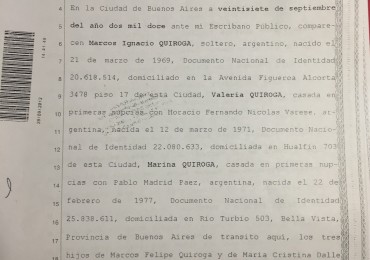 En la Ciudad de Buenos Aires a veintisiete de septiembre
del año dos mil doce ante mi Escribano Público, compare-
cen Marcos Ignacio QUIROGA, soltero, argentino, nacido el
21 de marzo de 1969, Documento Nacional de Identidad
20.618.814, domiciliado en la Avenida Figueroa Alcorta
3478 piso 17 de esta Ciudad, Valeria QUIROGA, casada en
primeras nupcias con Horacio Fernando Nicolas Varese, ar-
gentina, nacida el 12 de marzo de 1971, Documento Nacio-
nal de Identidad 22.080.633, domiciliada en Hualfin 703
de esta Ciudad, Marina QUIROGA, casada en primeras nup-
cias con Pablo Madrid Paez, argentina, nacida el 22 de
febrero de 1977, Documento Nacional de Identidad
25.838.611, domiciliada en Rio Turbio 503, Bella Vista,
Provincia de Buenos Aires de transito aqui, los tres
hijos de Marcos Felipe Quiroga y de Maria Cristina Dalle